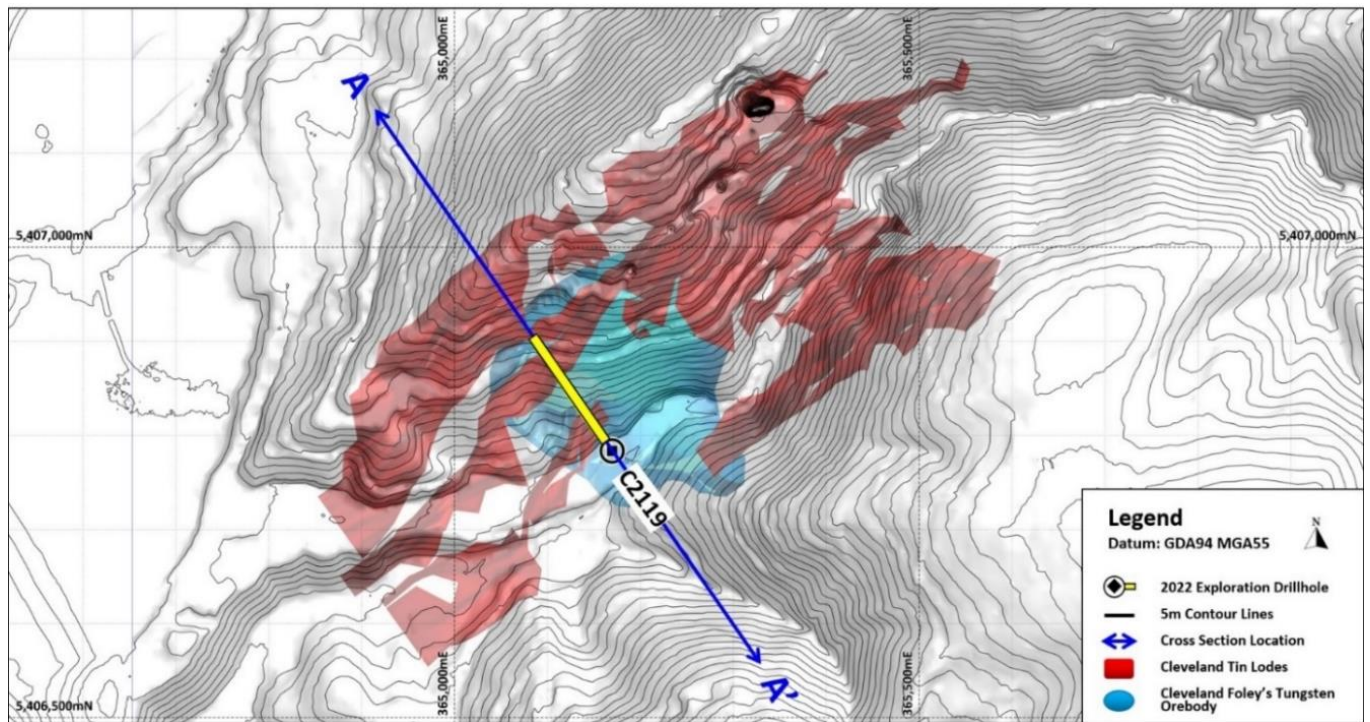 365,000mE
365,500mE
A
5,407,000mN
5,407,000mN
C2119
A'
365,000mE
365,500mE
5,406,500mN
Legend
Datum: GDA94 MGA55
N
2022 Exploration Drillhole
5m Contour Lines
Cross Section Location
Cleveland Tin Lodes
Cleveland Foley's Tungsten
Orebody